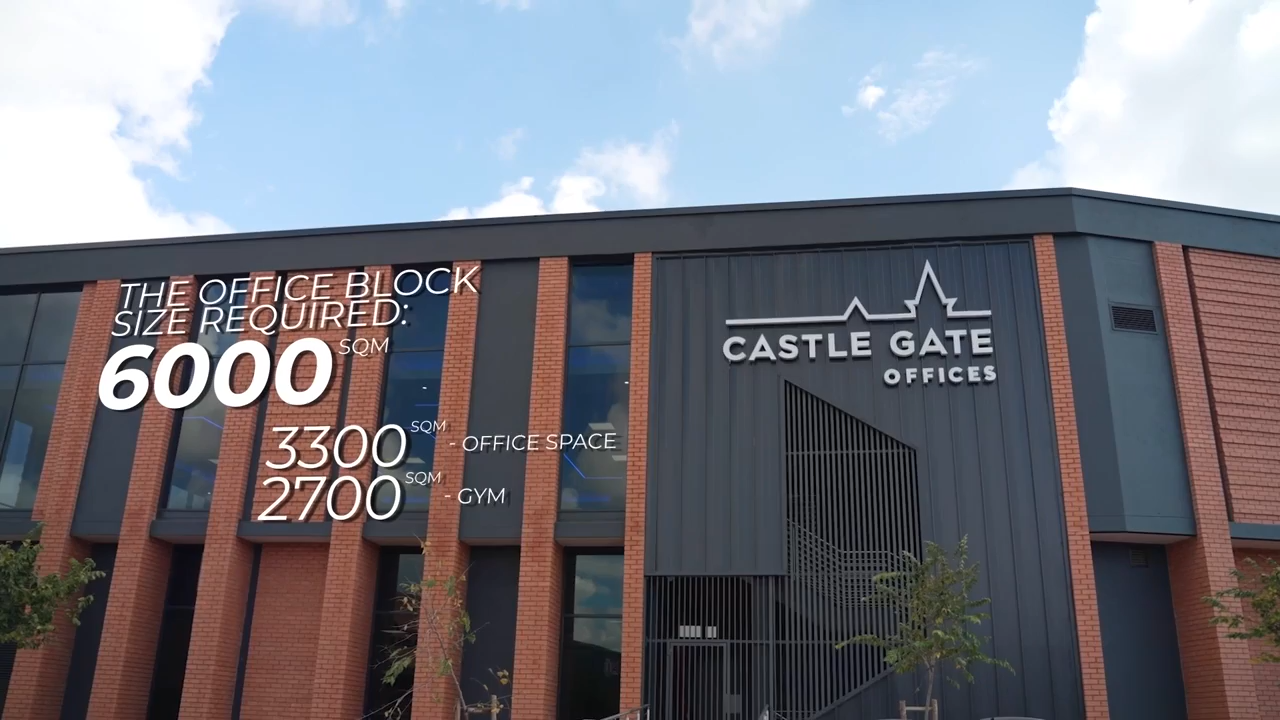 THE OFFICE BLOCK
SIZE REQUIRED:
6000 SQM
3300 SQM - OFFICE SPACE
2700 SQM - GYM
CASTLE GATE
OFFICES